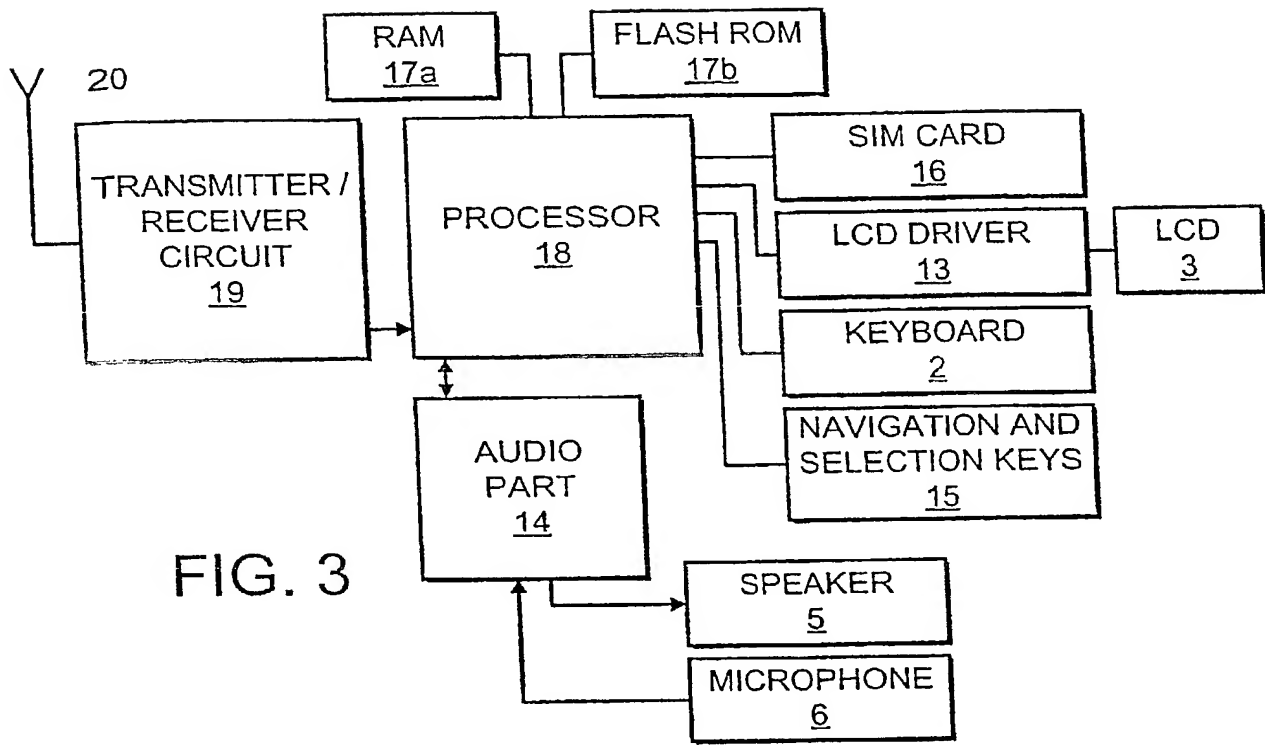 RAM
17a
FLASH ROM
17b
20
TRANSMITTER /
RECEIVER
CIRCUIT
19
PROCESSOR
18
SIM CARD
16
LCD DRIVER
13
LCD
3
KEYBOARD
2
NAVIGATION AND
SELECTION KEYS
15
AUDIO
PART
14
FIG. 3
SPEAKER
5
MICROPHONE
6